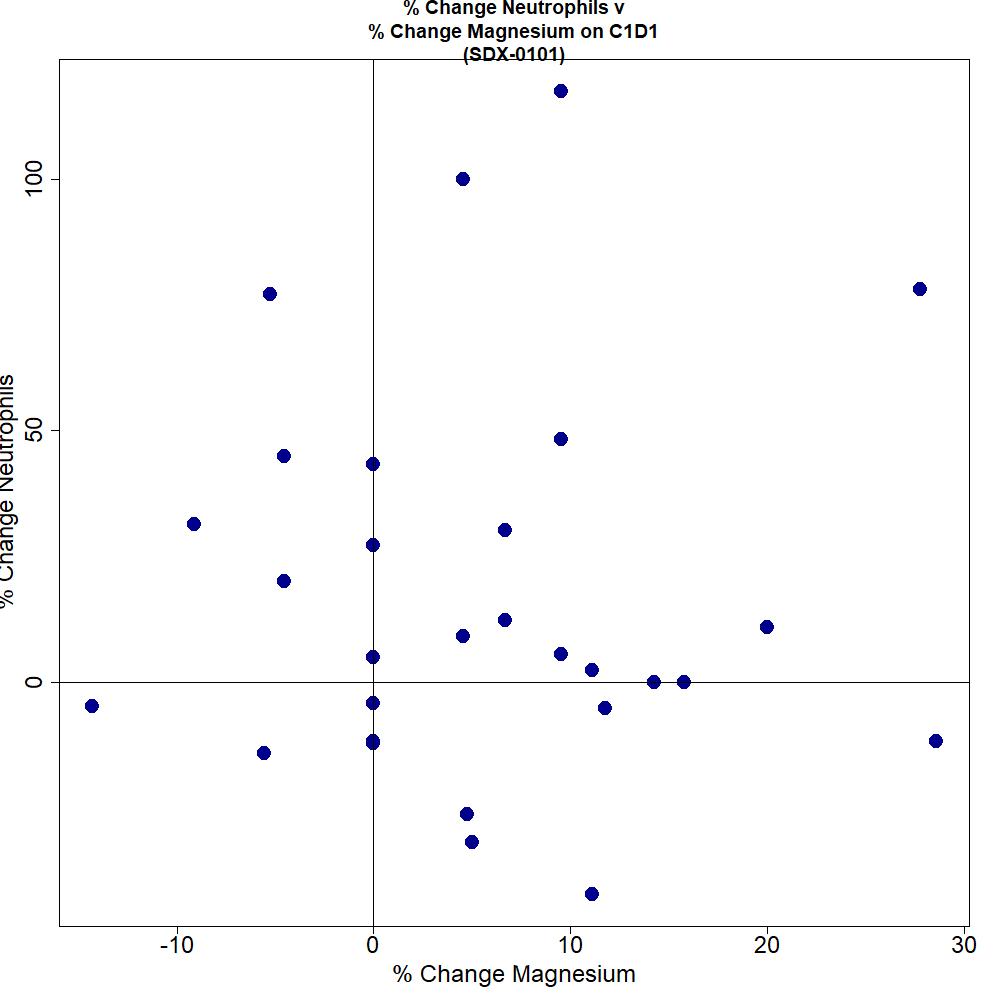 % Change Neutrophils v
% Change Magnesium on C1D1
(SDX-0101)
% Change Neutrophils
100
50
0
-10
0
10
20
30
% Change Magnesium